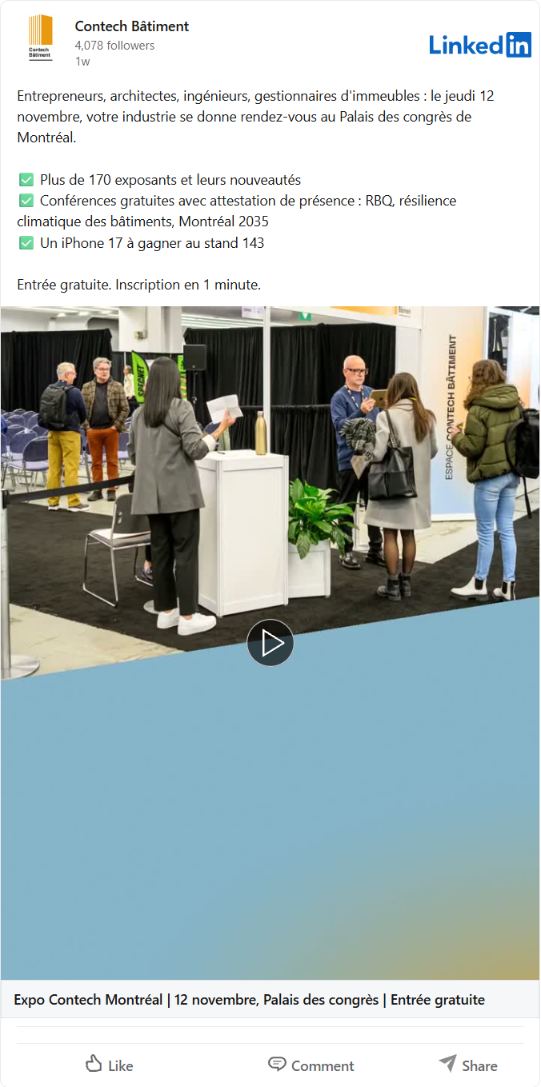 Contech Bâtiment
4,078 followers
1w
LinkedIn
Contech
Bâtiment
Entrepreneurs, architectes, ingénieurs, gestionnaires d'immeubles : le jeudi 12
novembre, votre industrie se donne rendez-vous au Palais des congrès de
Montréal.
✅ Plus de 170 exposants et leurs nouveautés
✅ Conférences gratuites avec attestation de présence : RBQ, résilience
climatique des bâtiments, Montréal 2035
✅ Un iPhone 17 à gagner au stand 143
Entrée gratuite. Inscription en 1 minute.
ESPACE CONTECH BÂTIMENT
Expo Contech Montréal | 12 novembre, Palais des congrès | Entrée gratuite
Like
Comment
Share